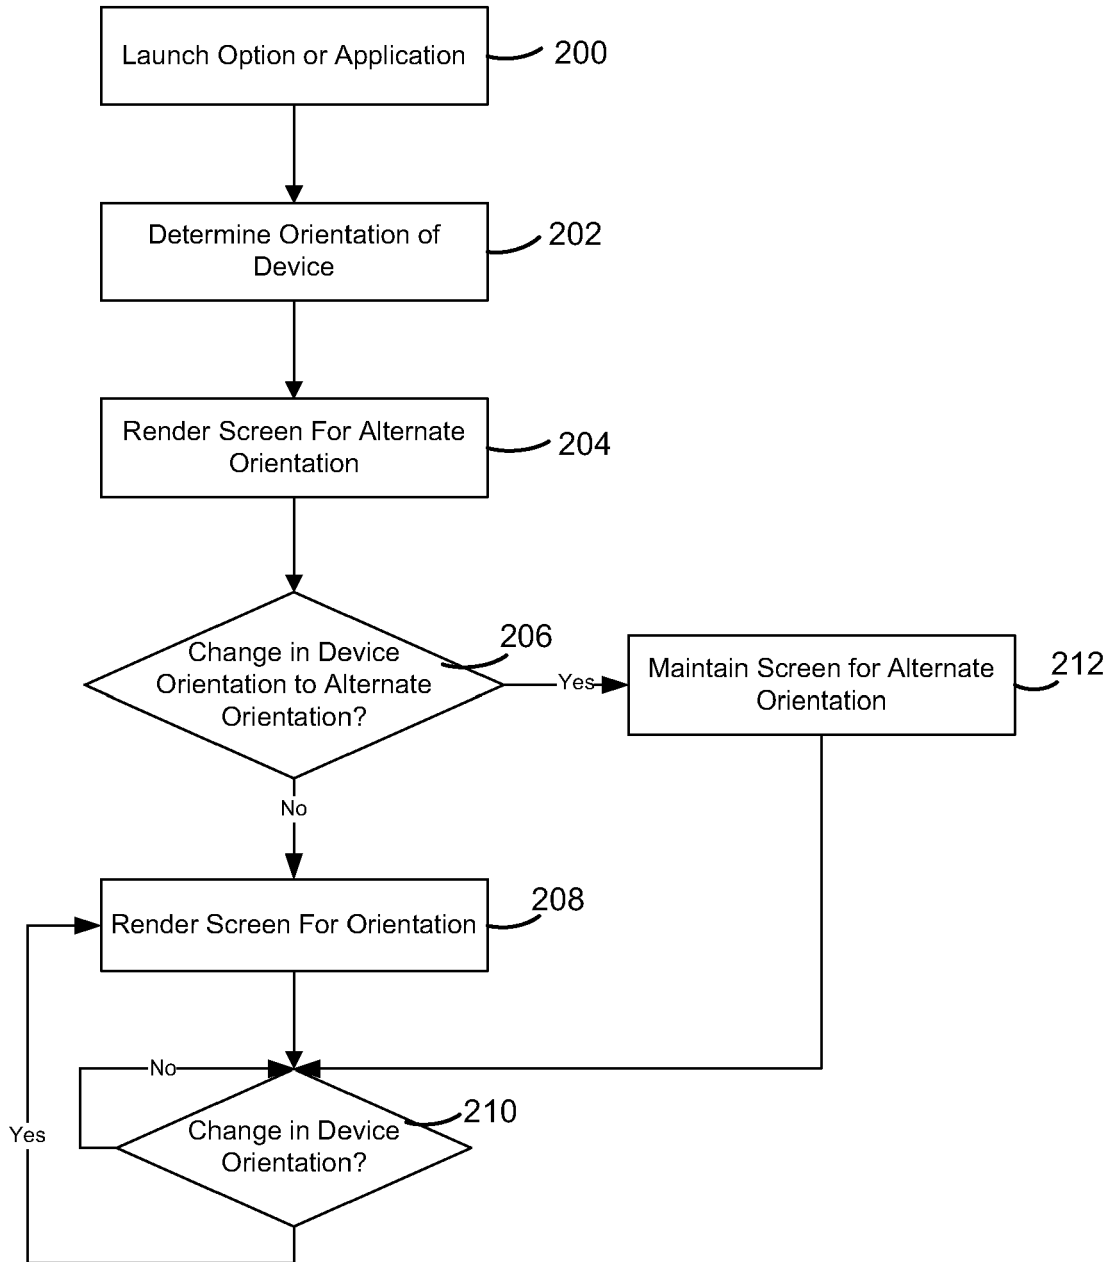 Launch Option or Application
200
Determine Orientation of
Device
202
Render Screen For Alternate
Orientation
204
Change in Device
Orientation to Alternate
Orientation?
206
Yes
Maintain Screen for Alternate
Orientation
212
No
Render Screen For Orientation
208
No
Change in Device
Orientation?
210
Yes